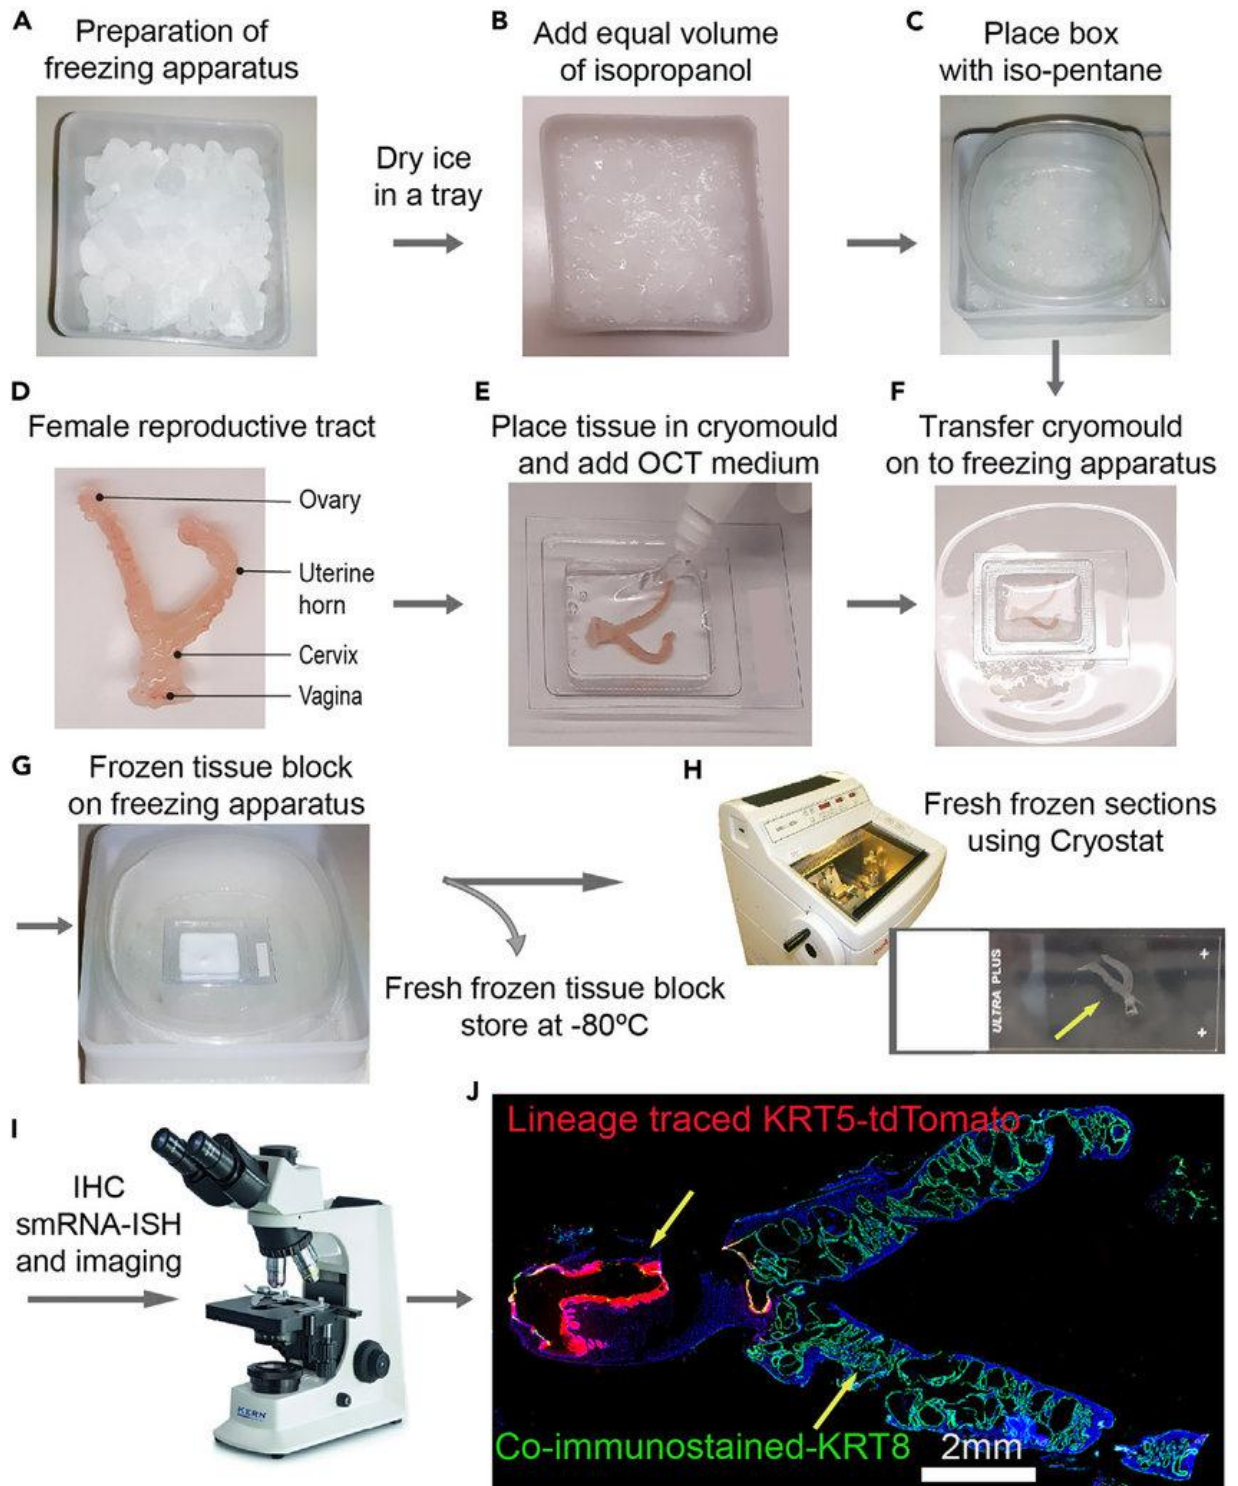 A
Preparation of
freezing apparatus
Dry ice
in a tray
B
Add equal volume
of isopropanol
C
Place box
with iso-pentane
D
Female reproductive tract
Ovary
Uterine
horn
Cervix
Vagina
E
Place tissue in cryomould
and add OCT medium
F
Transfer cryomould
on to freezing apparatus
G
Frozen tissue block
on freezing apparatus
Fresh frozen tissue block
store at -80ºC
H
Fresh frozen sections
using Cryostat
ULTRA PLUS
I
IHC
smRNA-ISH
and imaging
KERN
J
Lineage traced KRT5-tdTomato
Co-immunostained-KRT8
2mm